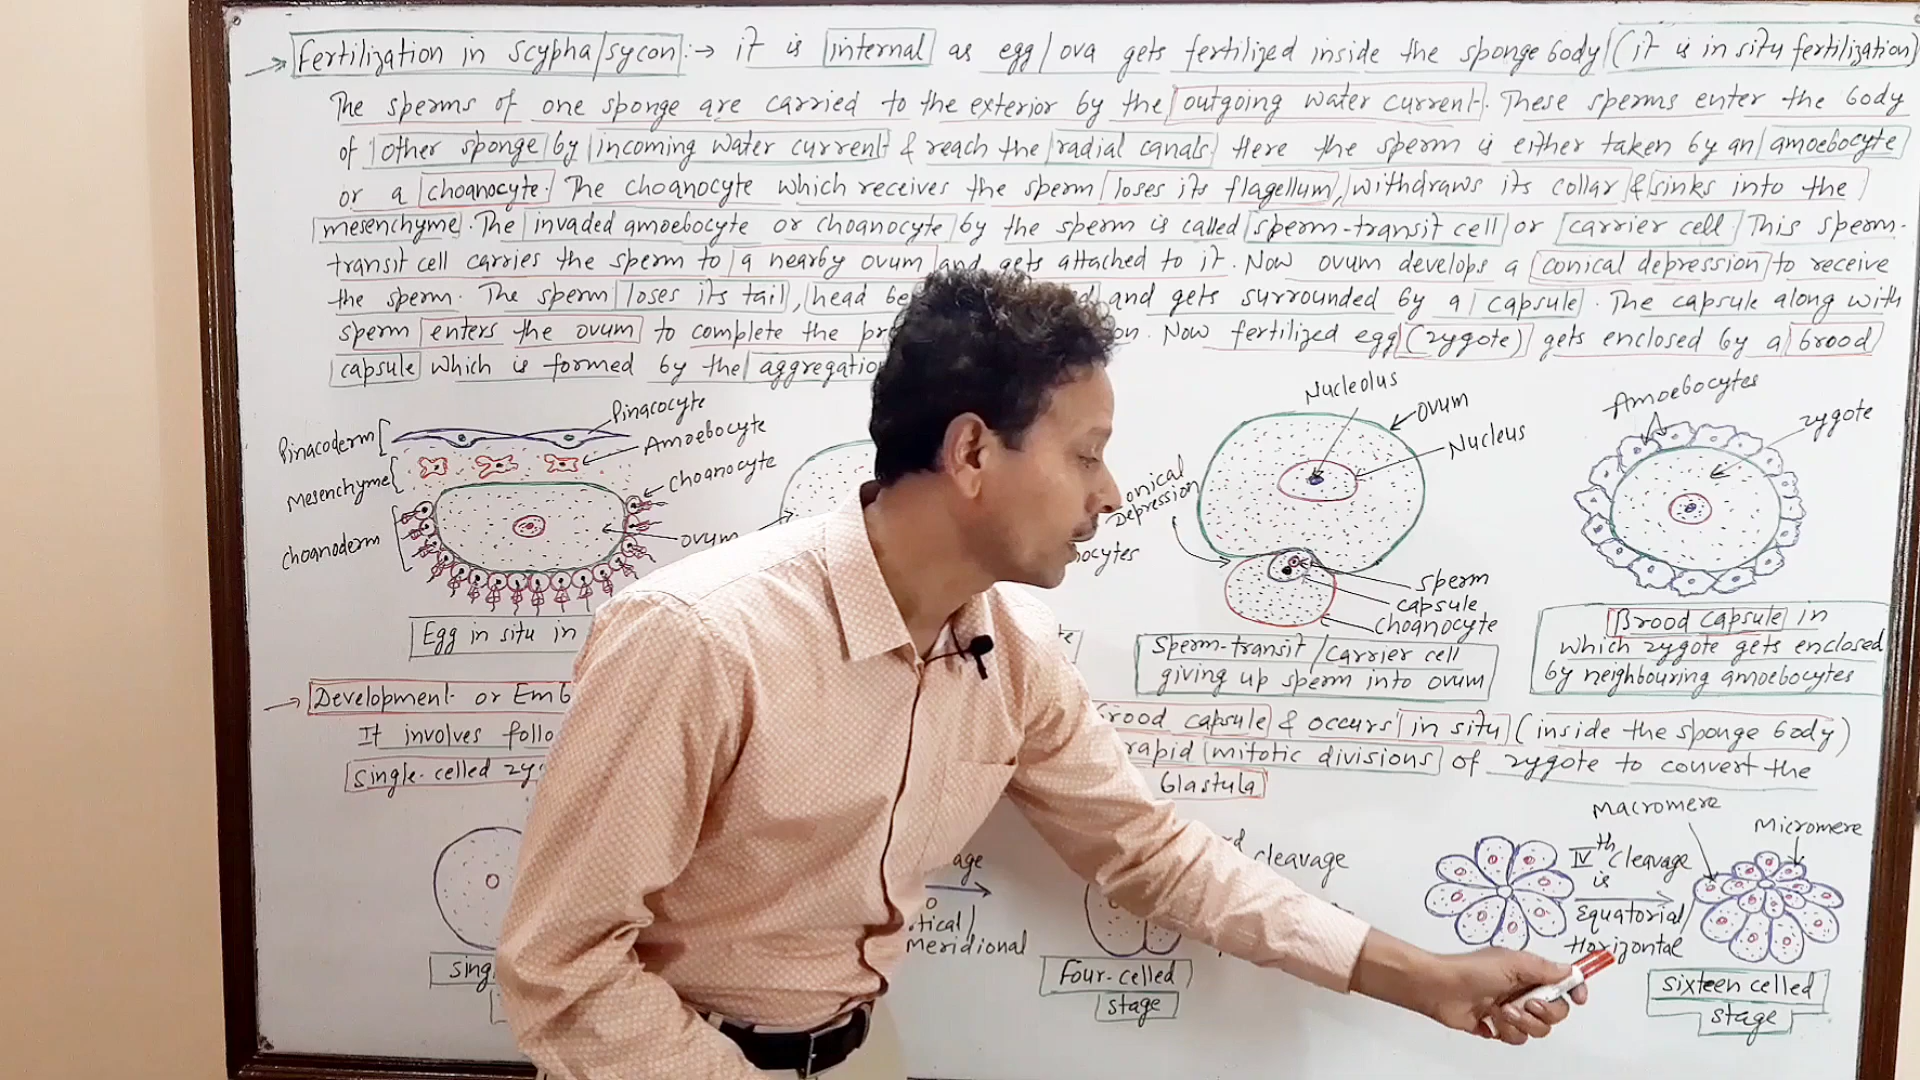 Fertilization in scypha/sycon :→ it is internal as egg/ova gets fertilized inside the sponge body (it is in situ fertilization)
The sperms of one sponge are carried to the exterior by the outgoing water current. These sperms enter the body
of other sponge by incoming water current & reach the radial canals. Here the sperm is either taken by an amoebocyte
or a choanocyte. The choanocyte which receives the sperm loses its flagellum, withdraws its collar & sinks into the
mesenchyme. The invaded amoebocyte or choanocyte by the sperm is called sperm-transit cell or carrier cell. This sperm-
transit cell carries the sperm to a nearby ovum and gets attached to it. Now ovum develops a conical depression to receive
the sperm. The sperm loses its tail, head and gets surrounded by a capsule. The capsule along with
sperm enters the ovum to complete the Now fertilized egg (zygote) gets enclosed by a brood
capsule which is formed by the
Pinacocyte
Pinacoderm
Amoebocyte
Mesenchyme
choanocyte
choanoderm
ovum
Egg in situ in
Nucleolus
ovum
Nucleus
Depression
sperm
capsule
choanocyte
Sperm-transit/carrier cell
giving up sperm into ovum
Amoebocytes
zygote
Brood capsule in
which zygote gets enclosed
by neighbouring amoebocytes
→ Development or
capsule & occurs in situ (inside the sponge body)
It involves
rapid mitotic divisions of zygote to convert the
single-celled
blastula
Meridional
Four-celled
stage
cleavage
IVth cleavage
is
Equatorial/
Horizontal
Macromere
Micromere
sixteen celled
stage